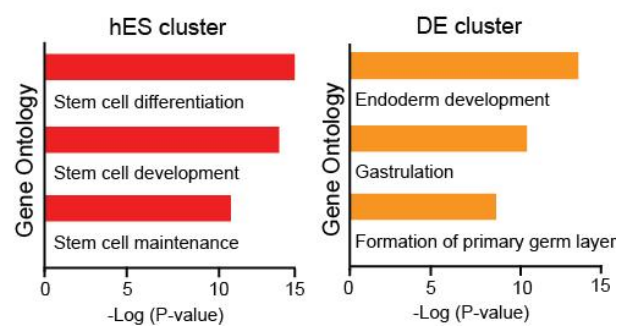 hES cluster
Gene Ontology
Stem cell differentiation
Stem cell development
Stem cell maintenance
0 5 10 15
-Log (P-value)
DE cluster
Gene Ontology
Endoderm development
Gastrulation
Formation of primary germ layer
0 5 10 15
-Log (P-value)